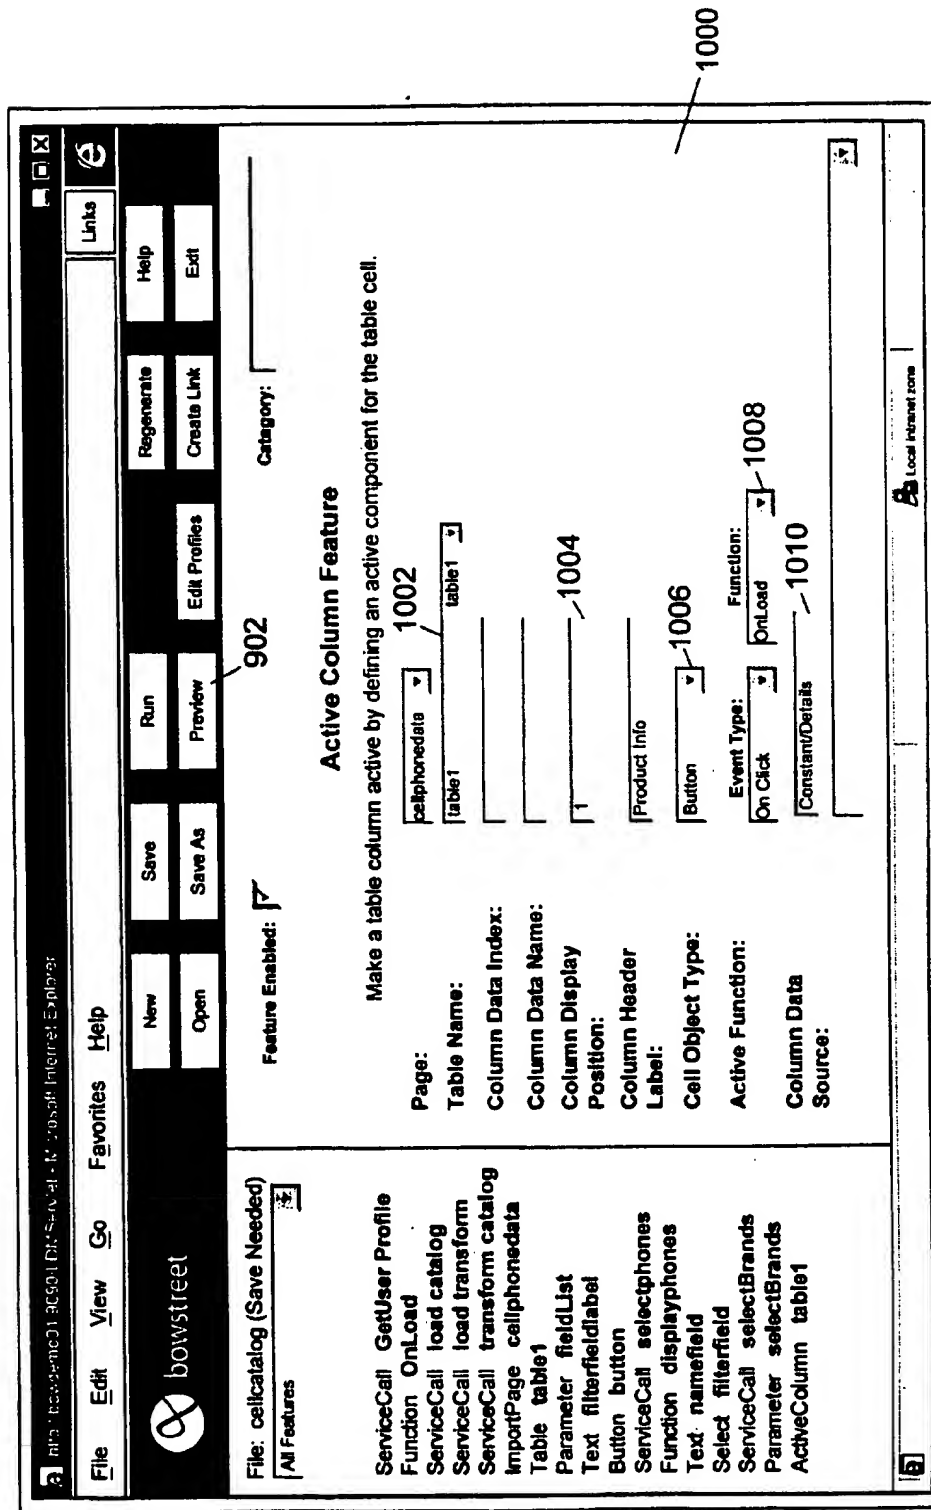 Microsoft Internet Explorer
File Edit View Go Favorites Help
Links
bowstreet
New Save Run Regenerate Help
Open Save As Preview Edit Profiles Create Link Exit
902
File: cellcatalog (Save Needed)
All Features
ServiceCall GetUser Profile
Function OnLoad
ServiceCall load catalog
ServiceCall load transform
ServiceCall transform catalog
ImportPage cellphonedata
Table table1
Parameter fieldList
Text filterfieldlabel
Button button
ServiceCall selectphones
Function displayphones
Text namefield
Select filterfield
ServiceCall selectBrands
Parameter selectBrands
ActiveColumn table1
Feature Enabled:
Catagory:
Active Column Feature
Make a table column active by defining an active component for the table cell.
Page: cellphonedata
1002
Table Name: table1 table1
Column Data Index:
Column Data Name:
Column Display Position: 1
1004
Column Header Label: Product Info
Cell Object Type: Button
1006
Event Type: Function:
Active Function: On Click OnLoad
1008
Column Data Source: Constant/Details
1010
1000
Local intranet zone